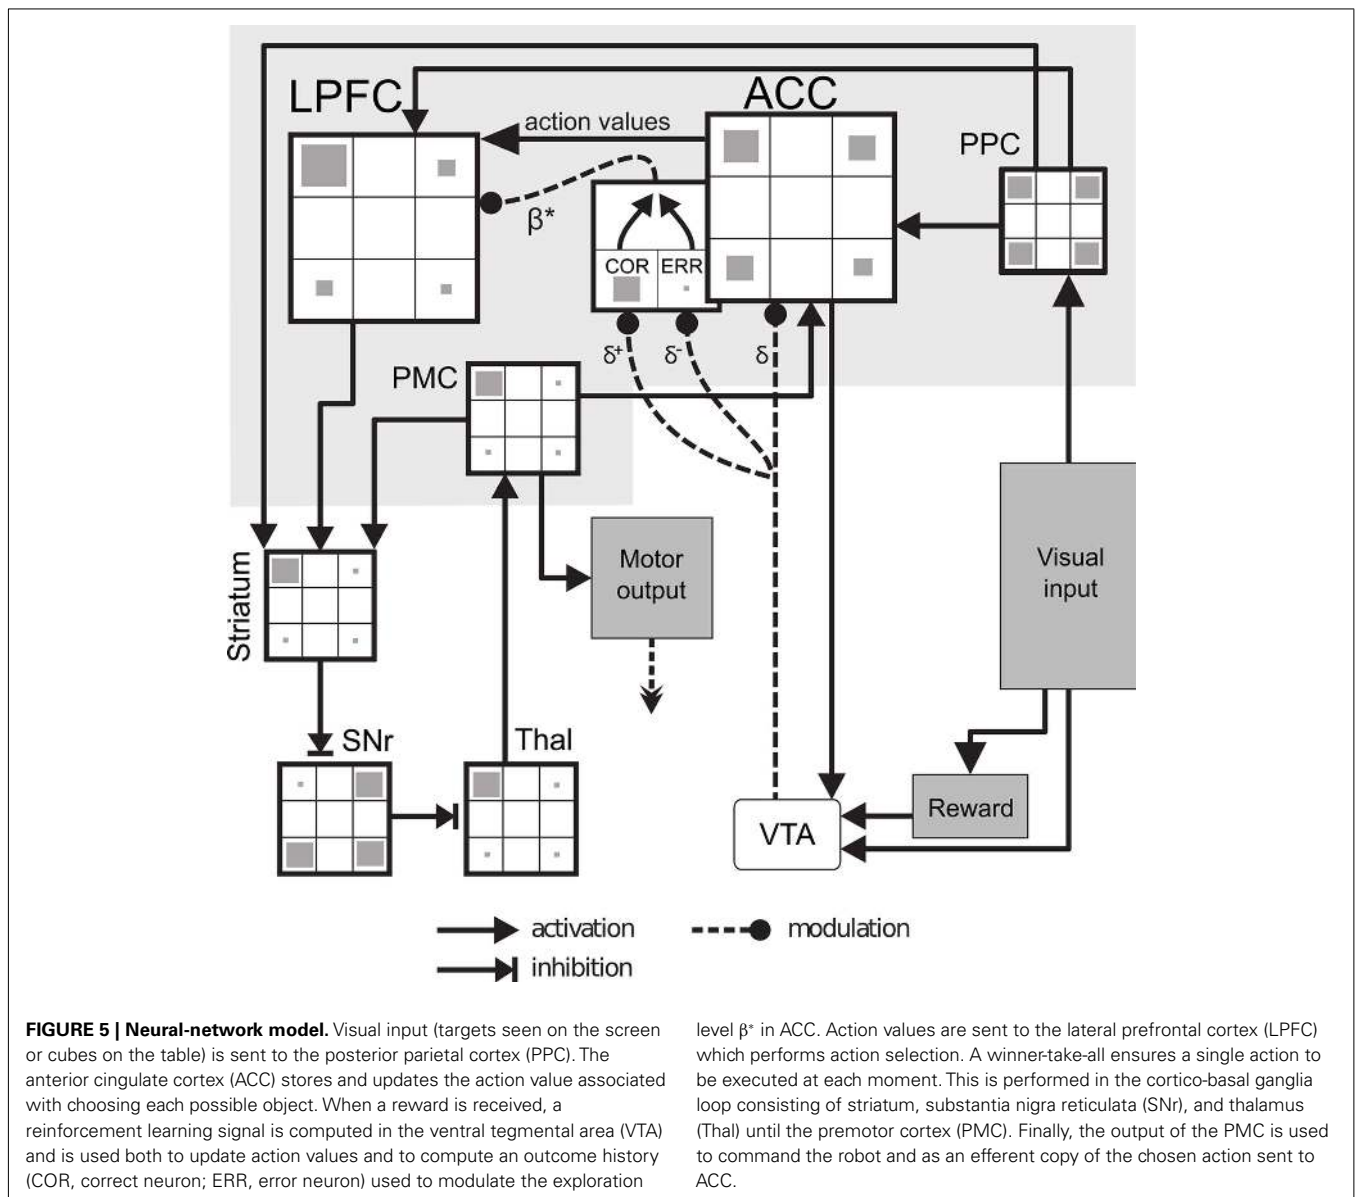 LPFC
ACC
action values
PPC
β*
COR
ERR
δ+
δ-
δ
PMC
Striatum
Motor
output
Visual
input
SNr
Thal
VTA
Reward
activation
modulation
inhibition
FIGURE 5 | Neural-network model. Visual input (targets seen on the screen
or cubes on the table) is sent to the posterior parietal cortex (PPC). The
anterior cingulate cortex (ACC) stores and updates the action value associated
with choosing each possible object. When a reward is received, a
reinforcement learning signal is computed in the ventral tegmental area (VTA)
and is used both to update action values and to compute an outcome history
(COR, correct neuron; ERR, error neuron) used to modulate the exploration
level β* in ACC. Action values are sent to the lateral prefrontal cortex (LPFC)
which performs action selection. A winner-take-all ensures a single action to
be executed at each moment. This is performed in the cortico-basal ganglia
loop consisting of striatum, substantia nigra reticulata (SNr), and thalamus
(Thal) until the premotor cortex (PMC). Finally, the output of the PMC is used
to command the robot and as an efferent copy of the chosen action sent to
ACC.